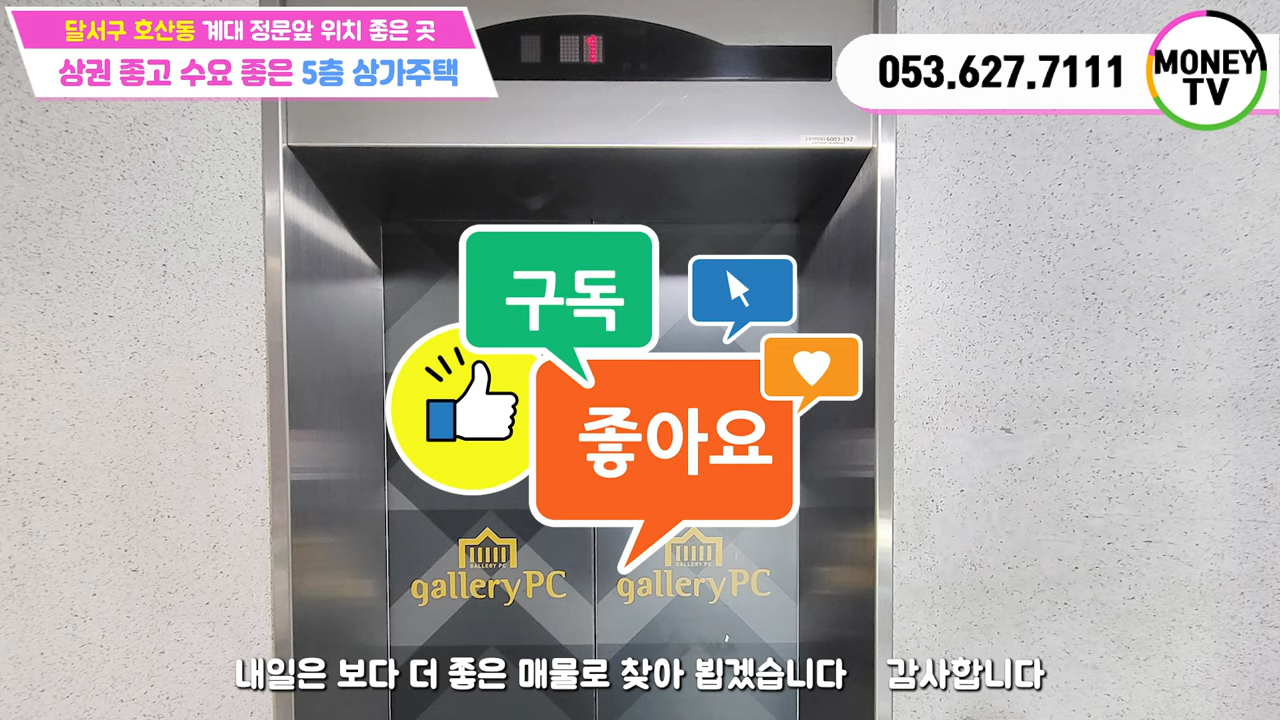 달서구 호산동 계대 정문앞 위치 좋은 곳
상권 좋고 수요 좋은 5층 상가주택
053.627.7111
MONEY
TV
구독
좋아요
GALLERY PC
galleryPC
GALLERY PC
galleryPC
내일은 보다 더 좋은 매물로 찾아 뵙겠습니다 감사합니다